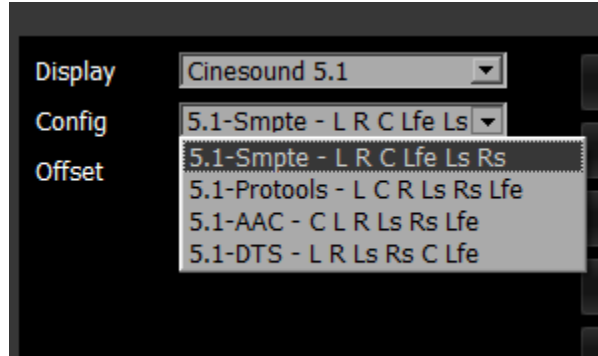 Display Cinesound 5.1
Config 5.1-Smpte - L R C Lfe Ls
Offset
5.1-Smpte - L R C Lfe Ls Rs
5.1-Protools - L C R Ls Rs Lfe
5.1-AAC - C L R Ls Rs Lfe
5.1-DTS - L R Ls Rs C Lfe